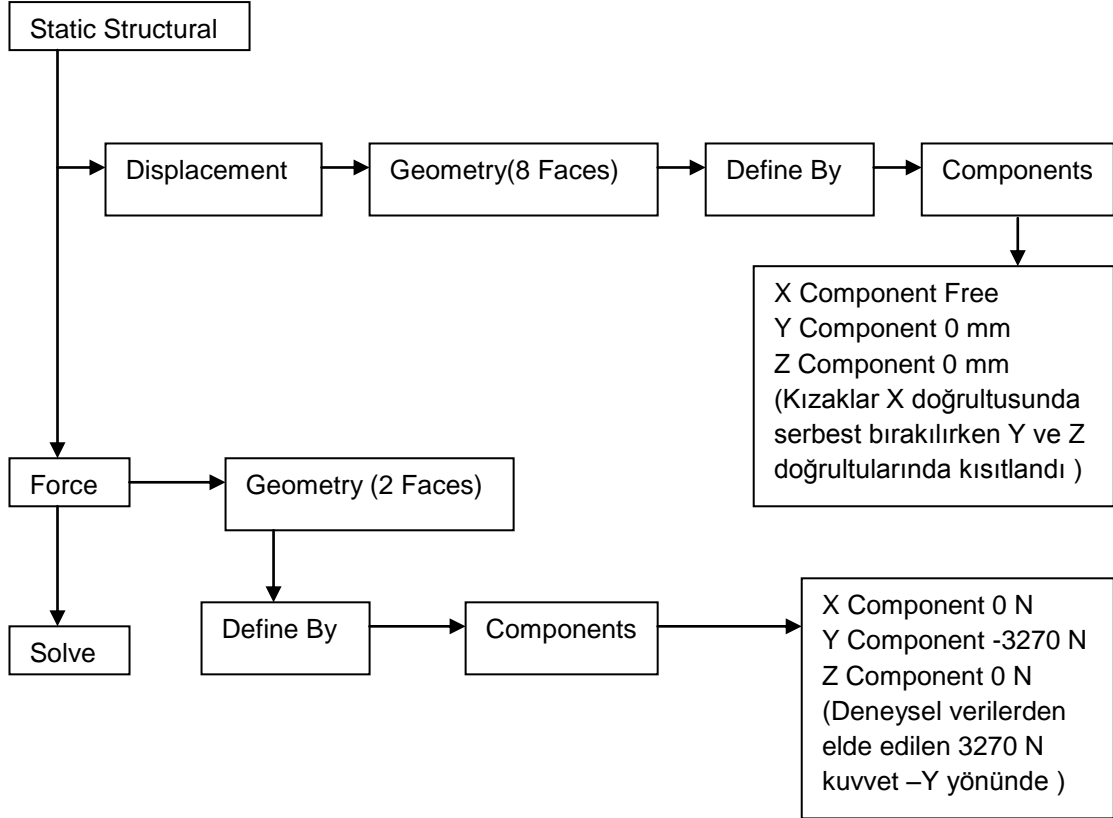 Static Structural
Displacement
Geometry(8 Faces)
Define By
Components
X Component Free
Y Component 0 mm
Z Component 0 mm
(Kızaklar X doğrultusunda
serbest bırakılırken Y ve Z
doğrultularında kısıtlandı )
Force
Geometry (2 Faces)
Define By
Components
X Component 0 N
Y Component -3270 N
Z Component 0 N
(Deneysel verilerden
elde edilen 3270 N
kuvvet –Y yönünde )
Solve